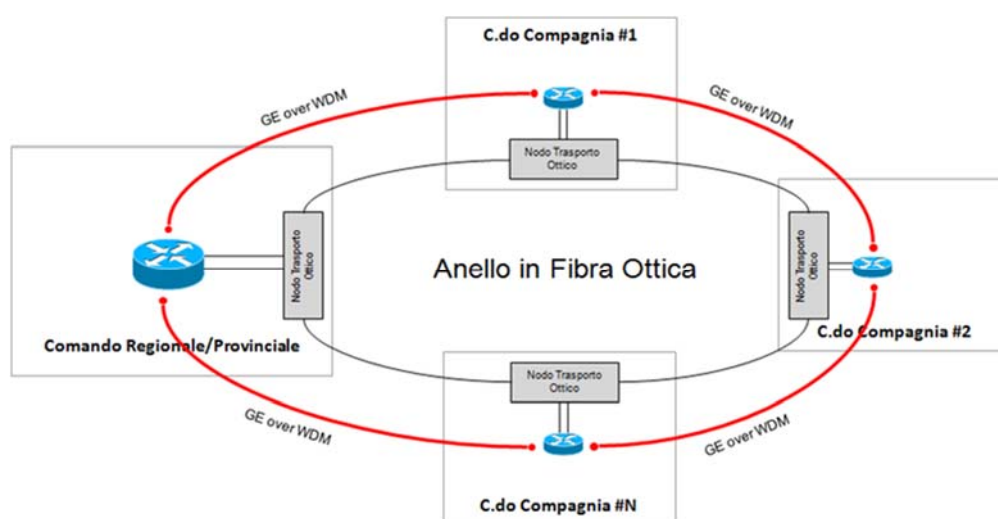 C.do Compagnia #1
GE over WDM
GE over WDM
Nodo Trasporto
Ottico
Nodo Trasporto
Ottico
Anello in Fibra Ottica
Nodo Trasporto
Ottico
Comando Regionale/Provinciale
C.do Compagnia #2
Nodo Trasporto
Ottico
GE over WDM
GE over WDM
C.do Compagnia #N